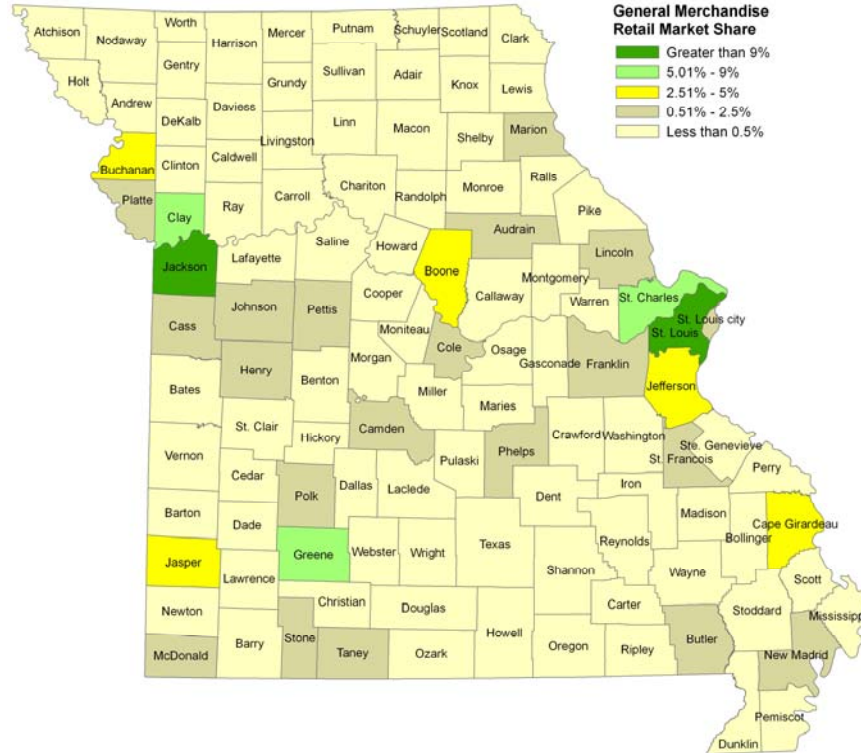 General Merchandise
Retail Market Share
Greater than 9%
5.01% - 9%
2.51% - 5%
0.51% - 2.5%
Less than 0.5%
Atchison
Nodaway
Worth
Harrison
Mercer
Putnam
Schuyler
Scotland
Clark
Gentry
Holt
Andrew
DeKalb
Daviess
Grundy
Sullivan
Adair
Knox
Lewis
Linn
Macon
Shelby
Marion
Livingston
Buchanan
Clinton
Caldwell
Platte
Clay
Ray
Carroll
Chariton
Randolph
Monroe
Ralls
Pike
Audrain
Saline
Howard
Boone
Lincoln
Jackson
Lafayette
Cooper
Callaway
Montgomery
Warren
St. Charles
St. Louis city
St. Louis
Cass
Johnson
Pettis
Moniteau
Cole
Osage
Gasconade
Franklin
Jefferson
Henry
Benton
Morgan
Miller
Maries
Bates
St. Clair
Hickory
Camden
Pulaski
Phelps
Crawford
Washington
Ste. Genevieve
St. Francois
Perry
Vernon
Cedar
Polk
Dallas
Laclede
Dent
Iron
Madison
Cape Girardeau
Bollinger
Barton
Dade
Greene
Webster
Wright
Texas
Reynolds
Shannon
Wayne
Scott
Jasper
Lawrence
Christian
Douglas
Carter
Stoddard
Mississippi
Newton
McDonald
Barry
Stone
Taney
Ozark
Howell
Oregon
Ripley
Butler
New Madrid
Pemiscot
Dunklin